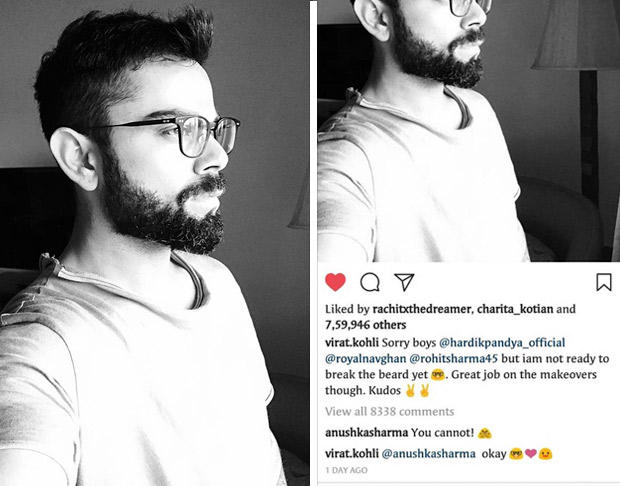 Liked by rachitxthedreamer, charita_kotian and
7,59,946 others
virat.kohli Sorry boys @hardikpandya_official
@royalnavghan @rohitsharma45 but iam not ready to
break the beard yet 🤓. Great job on the makeovers
though. Kudos ✌️✌️
View all 8338 comments
anushkasharma You cannot! 🙈
virat.kohli @anushkasharma okay 🤓❤️😘
1 DAY AGO